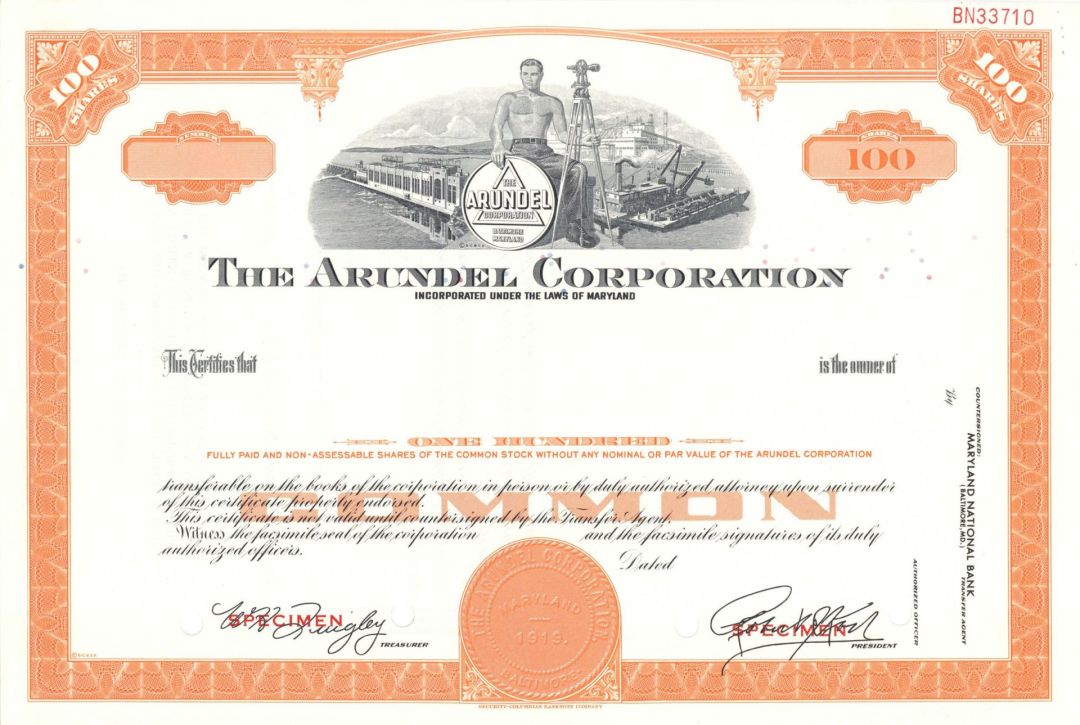 BN33710
100
SHARES
100
SHARES
NUMBER
SHARES
100
THE
ARUNDEL
CORPORATION
BALTIMORE
MARYLAND
THE ARUNDEL CORPORATION
INCORPORATED UNDER THE LAWS OF MARYLAND
This Certifies that
is the owner of
ONE HUNDRED
FULLY PAID AND NON-ASSESSABLE SHARES OF THE COMMON STOCK WITHOUT ANY NOMINAL OR PAR VALUE OF THE ARUNDEL CORPORATION
COMMON
transferable on the books of the corporation in person or by duly authorized attorney upon surrender
of this certificate properly endorsed.
This certificate is not valid until countersigned by the Transfer Agent.
Witness the facsimile seal of the corporation and the facsimile signatures of its duly
authorized officers.
Dated
COUNTERSIGNED:
MARYLAND NATIONAL BANK
(BALTIMORE, MD.)
TRANSFER AGENT
By
AUTHORIZED OFFICER
SPECIMEN
TREASURER
THE ARUNDEL CORPORATION
MARYLAND
1919
BALTIMORE
SPECIMEN
PRESIDENT
SECURITY-COLUMBIAN BANKNOTE COMPANY